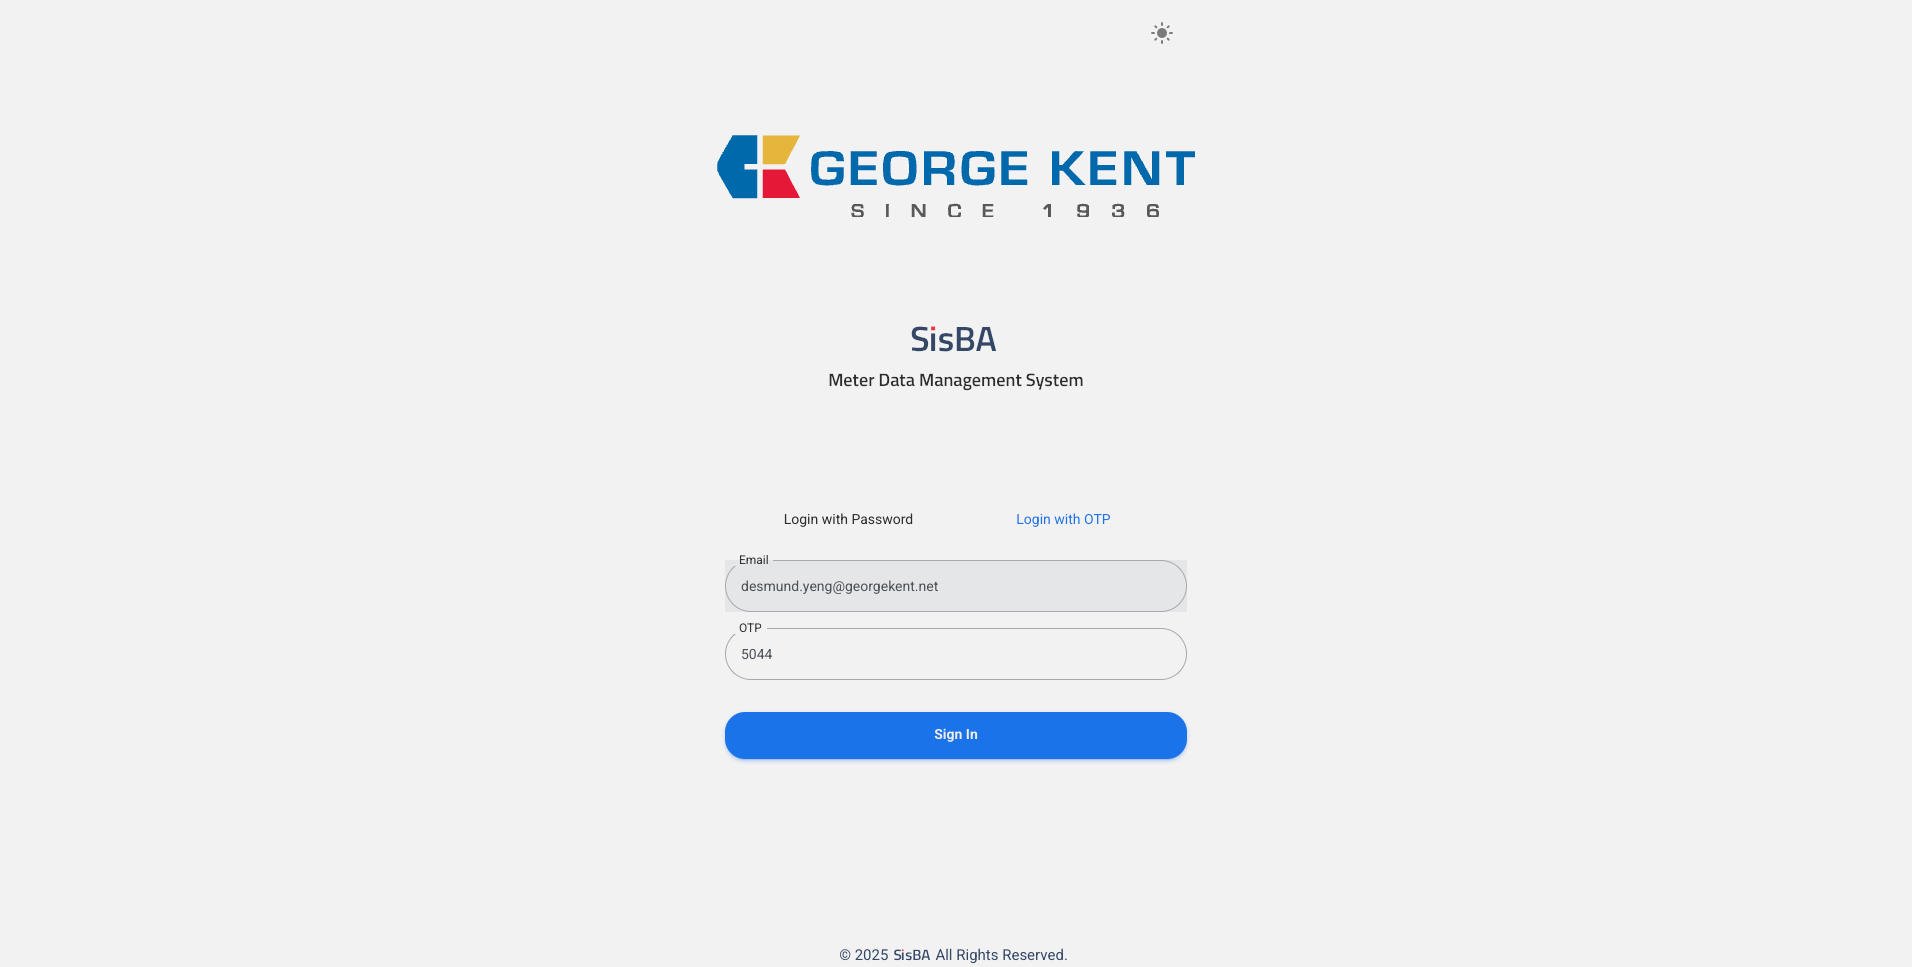 GEORGE KENT
SINCE 1936
SisBA
Meter Data Management System
Login with Password
Login with OTP
Email
desmund.yeng@georgekent.net
OTP
5044
Sign In
© 2025 SisBA All Rights Reserved.